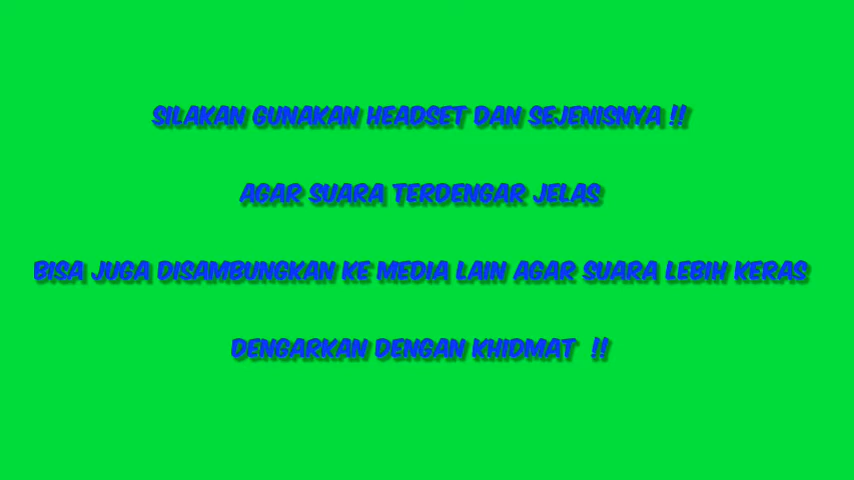 SILAKAN GUNAKAN HEADSET DAN SEJENISNYA !!
AGAR SUARA TERDENGAR JELAS
BISA JUGA DISAMBUNGKAN KE MEDIA LAIN AGAR SUARA LEBIH KERAS
DENGARKAN DENGAN KHIDMAT !!